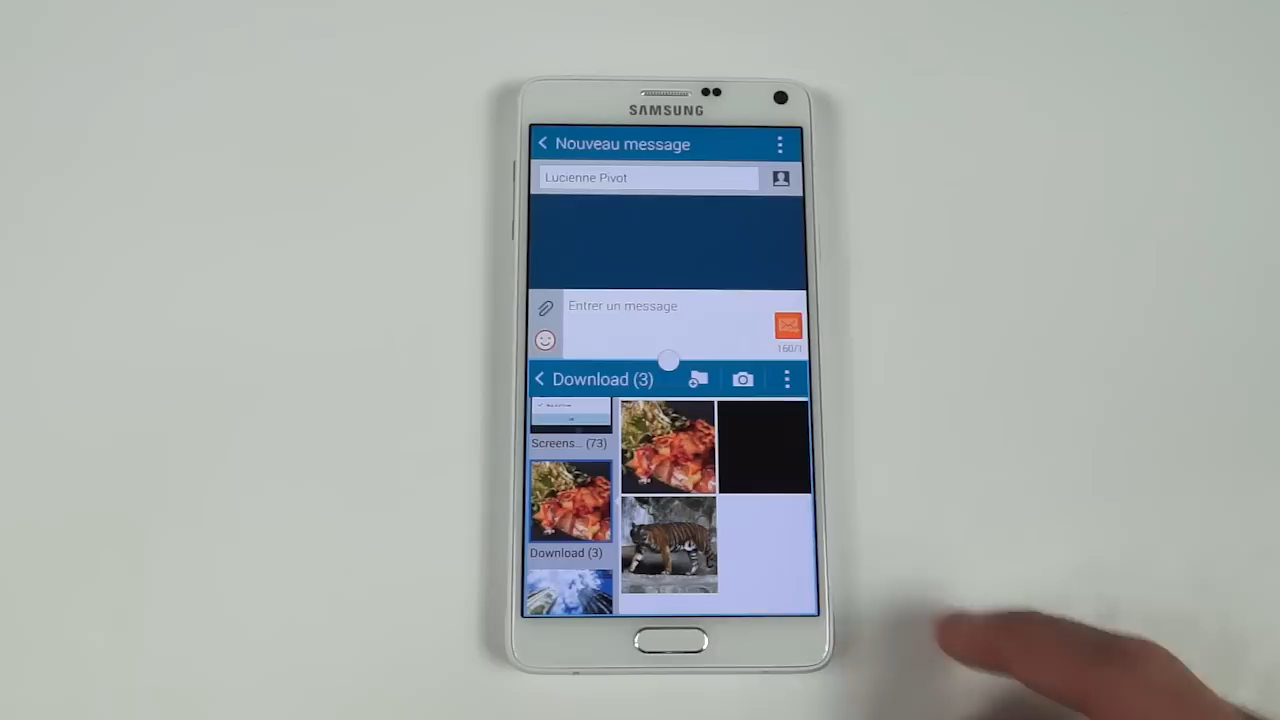 SAMSUNG
Nouveau message
Lucienne Pivot
Entrer un message
160/1
Download (3)
Screens... (73)
Download (3)